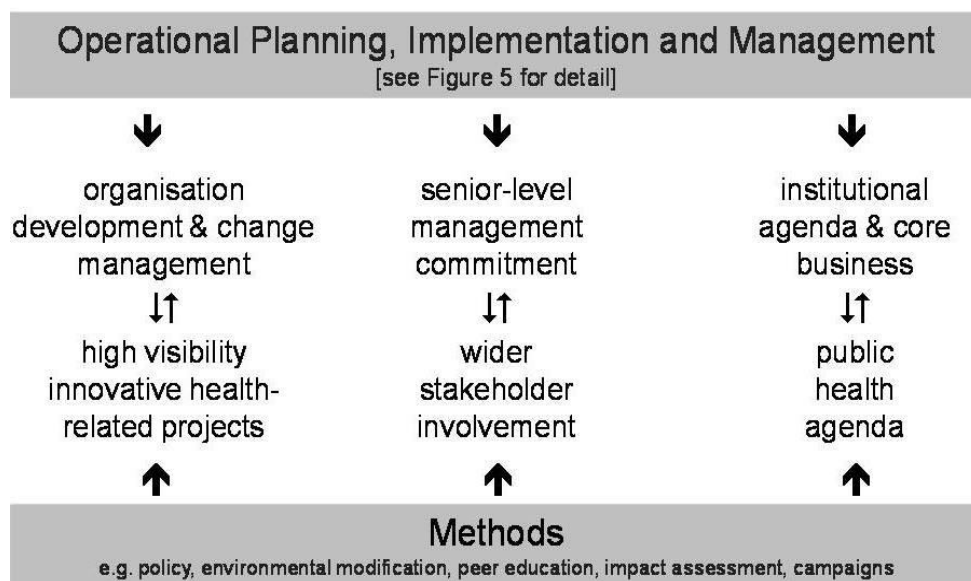 Operational Planning, Implementation and Management
[see Figure 5 for detail]
organisation
development & change
management
high visibility
innovative health-
related projects
senior-level
management
commitment
wider
stakeholder
involvement
institutional
agenda & core
business
public
health
agenda
Methods
e.g. policy, environmental modification, peer education, impact assessment, campaigns